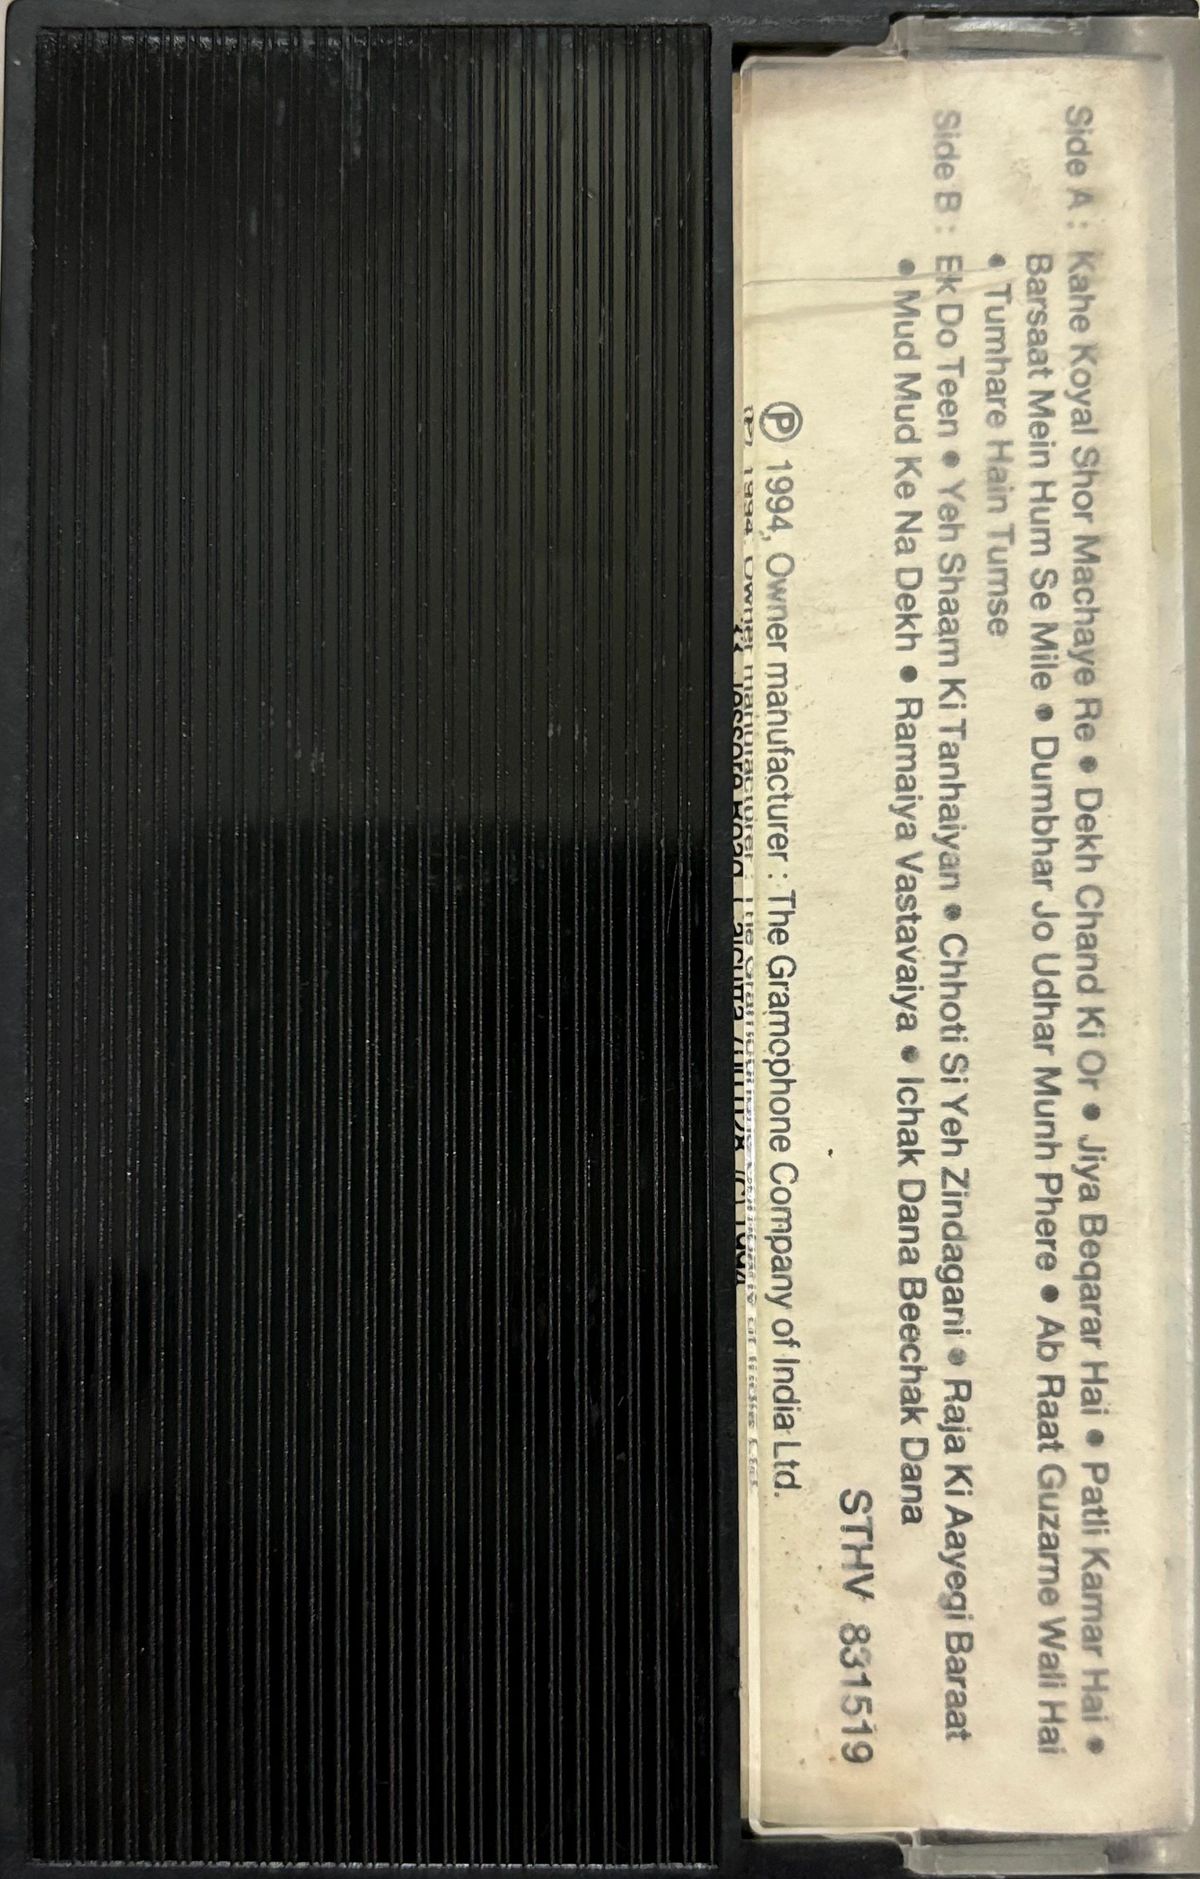 Side A : Kahe Koyal Shor Machaye Re ● Dekh Chand Ki Or ● Jiya Beqarar Hai ● Patli Kamar Hai ●
Barsaat Mein Hum Se Mile ● Dumbhar Jo Udhar Munh Phere ● Ab Raat Guzarne Wali Hai
● Tumhare Hain Tumse
Side B : Ek Do Teen ● Yeh Shaam Ki Tanhaiyan ● Chhoti Si Yeh Zindagani ● Raja Ki Aayegi Baraat
● Mud Mud Ke Na Dekh ● Ramaiya Vastavaiya ● Ichak Dana Beechak Dana
STHV 831519
Ⓟ 1994, Owner manufacturer : The Gramophone Company of India Ltd.